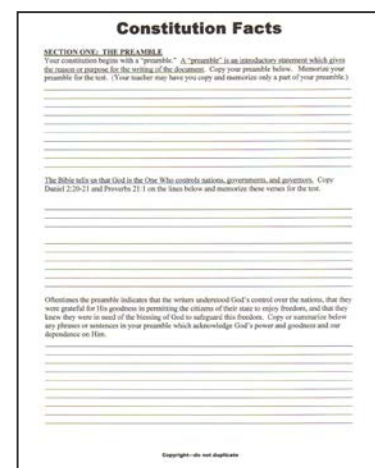 Constitution Facts
SECTION ONE: THE PREAMBLE
Your constitution begins with a "preamble." A "preamble" is an introductory statement which gives
the reason or purpose for the writing of the document. Copy your preamble below. Memorize your
preamble for the test. (Your teacher may have you copy and memorize only a part of your preamble.)
The Bible tells us that God is the One Who controls nations, governments, and governors. Copy
Daniel 2:20-21 and Proverbs 21:1 on the lines below and memorize these verses for the test.
Oftentimes the preamble indicates that the writers understood God's control over the nations, that they
were grateful for His goodness in permitting the citizens of their state to enjoy freedom, and that they
knew they were in need of the blessing of God to safeguard this freedom. Copy or summarize below
any phrases or sentences in your preamble which acknowledge God's power and goodness and our
dependence on Him.
Copyright--do not duplicate